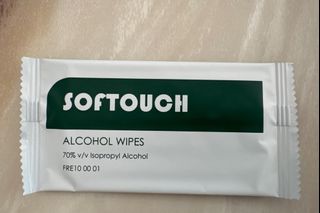 SOFTOUCH
ALCOHOL WIPES
70% v/v Isopropyl Alcohol
FRE10 00 01